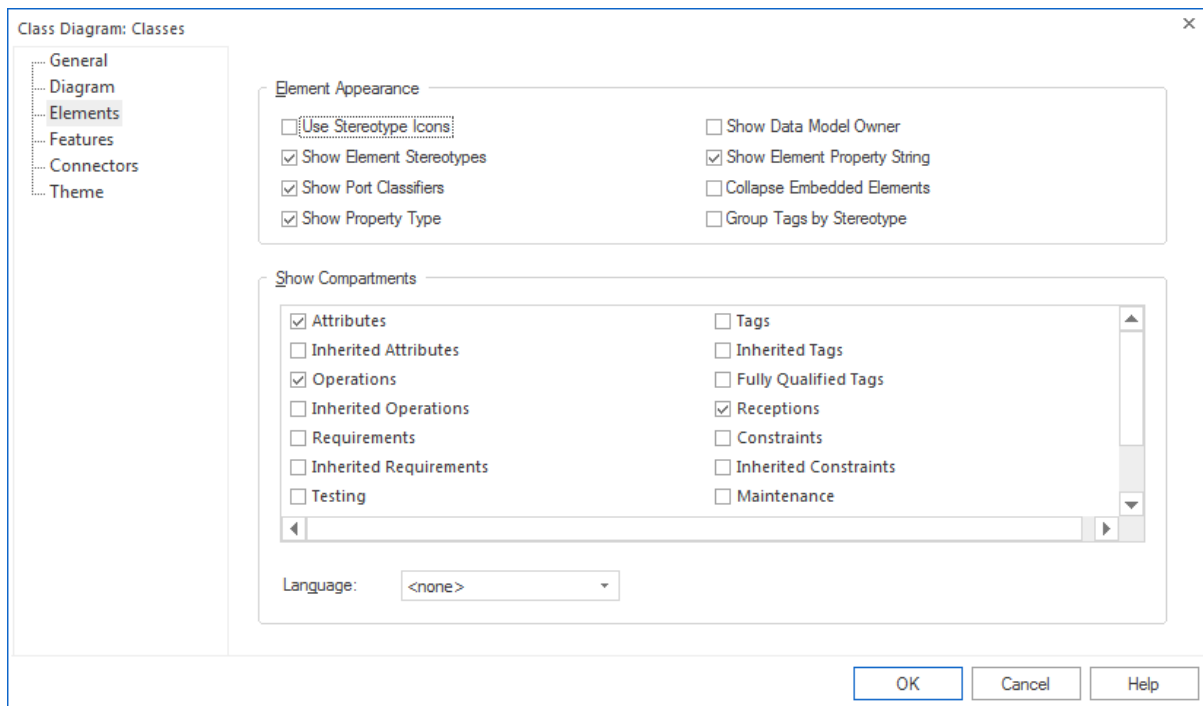 Class Diagram: Classes
General
Diagram
Elements
Features
Connectors
Theme
Element Appearance
Use Stereotype Icons
Show Data Model Owner
Show Element Stereotypes
Show Element Property String
Show Port Classifiers
Collapse Embedded Elements
Show Property Type
Group Tags by Stereotype
Show Compartments
Attributes
Tags
Inherited Attributes
Inherited Tags
Operations
Fully Qualified Tags
Inherited Operations
Receptions
Requirements
Constraints
Inherited Requirements
Inherited Constraints
Testing
Maintenance
Language:
<none>
OK
Cancel
Help